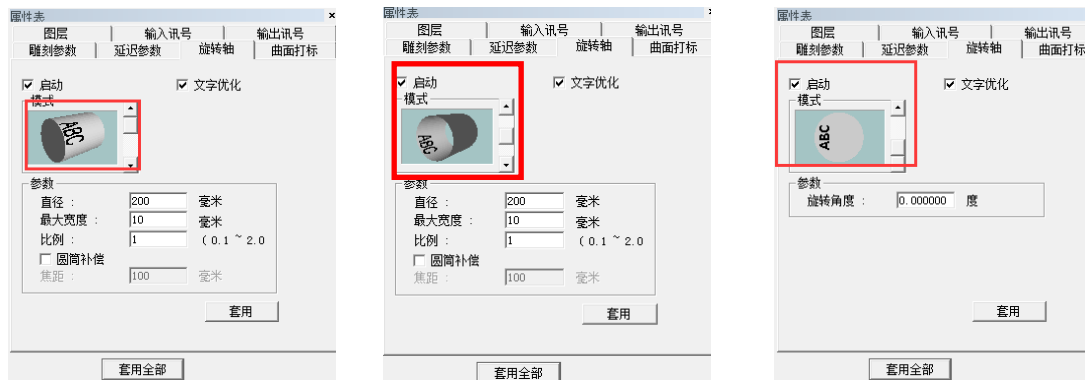 属性表 ×
图层 输入讯号 输出讯号
雕刻参数 延迟参数 旋转轴 曲面打标
启动 文字优化
模式
ABC
参数
直径： 200 毫米
最大宽度： 10 毫米
比例： 1 (0.1 ~ 2.0
圆筒补偿
焦距： 100 毫米
套用
套用全部
属性表
图层 输入讯号 输出讯号
雕刻参数 延迟参数 旋转轴 曲面打标
启动 文字优化
模式
ABC
参数
直径： 200 毫米
最大宽度： 10 毫米
比例： 1 (0.1 ~ 2.0
圆筒补偿
焦距： 100 毫米
套用
套用全部
属性表
图层 输入讯号 输出讯号
雕刻参数 延迟参数 旋转轴 曲面打标
启动 文字优化
模式
ABC
参数
旋转角度： 0.000000 度
套用
套用全部